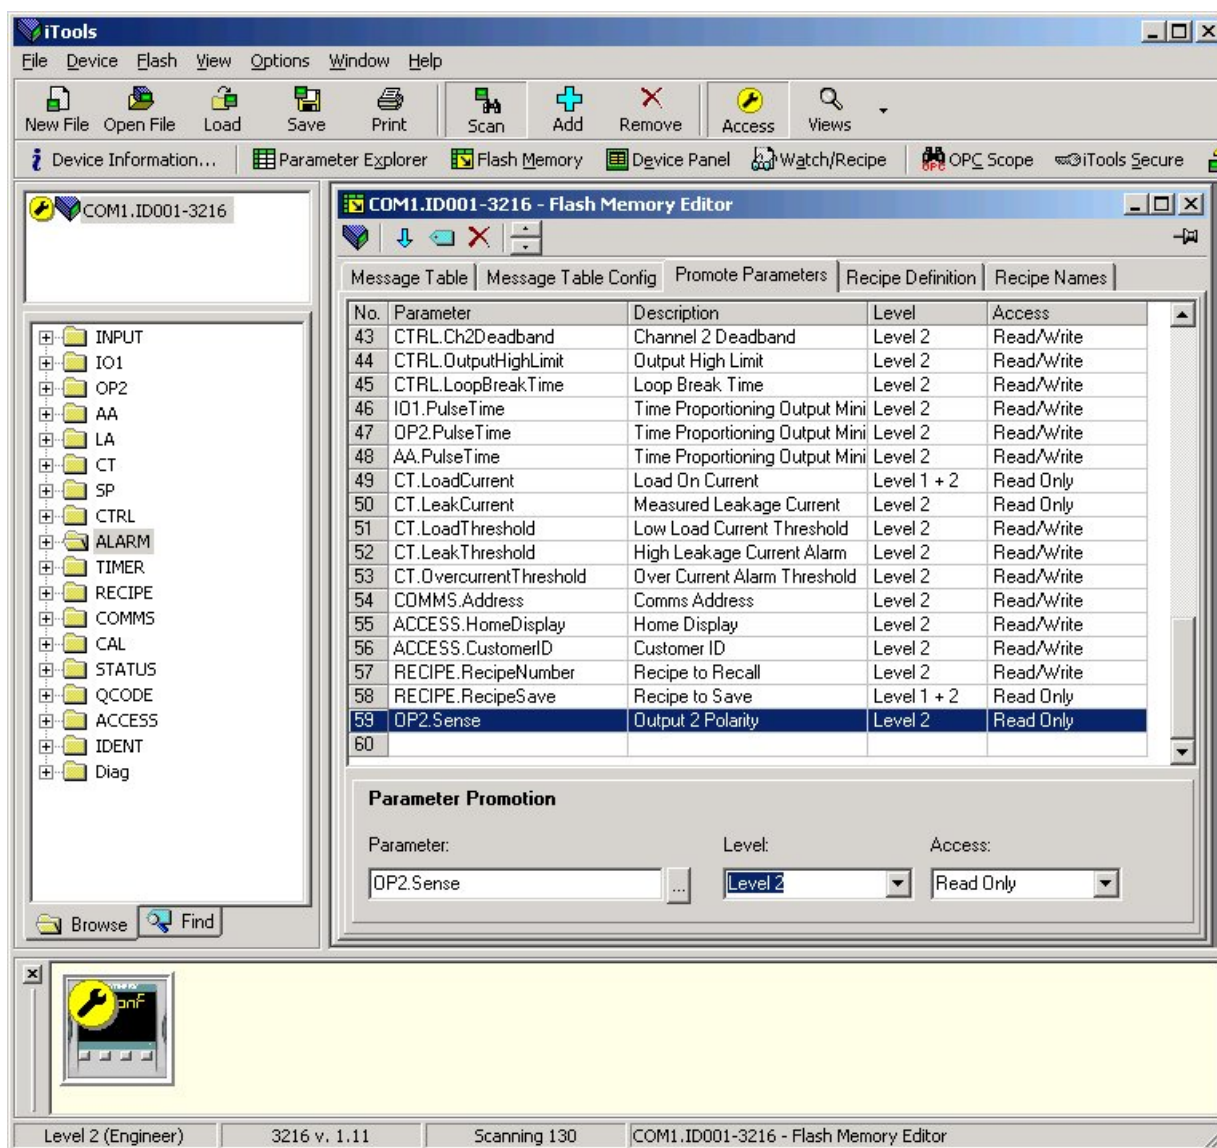 iTools
File Device Flash View Options Window Help
New File Open File Load Save Print Scan Add Remove Access Views
Device Information... Parameter Explorer Flash Memory Device Panel Watch/Recipe OPC Scope iTools Secure
COM1.ID001-3216
INPUT
IO1
OP2
AA
LA
CT
SP
CTRL
ALARM
TIMER
RECIPE
COMMS
CAL
STATUS
QCODE
ACCESS
IDENT
Diag
Browse Find
COM1.ID001-3216 - Flash Memory Editor
Message Table Message Table Config Promote Parameters Recipe Definition Recipe Names
No. Parameter Description Level Access
43 CTRL.Ch2Deadband Channel 2 Deadband Level 2 Read/Write
44 CTRL.OutputHighLimit Output High Limit Level 2 Read/Write
45 CTRL.LoopBreakTime Loop Break Time Level 2 Read/Write
46 IO1.PulseTime Time Proportioning Output Mini Level 2 Read/Write
47 OP2.PulseTime Time Proportioning Output Mini Level 2 Read/Write
48 AA.PulseTime Time Proportioning Output Mini Level 2 Read/Write
49 CT.LoadCurrent Load On Current Level 1 + 2 Read Only
50 CT.LeakCurrent Measured Leakage Current Level 2 Read Only
51 CT.LoadThreshold Low Load Current Threshold Level 2 Read/Write
52 CT.LeakThreshold High Leakage Current Alarm Level 2 Read/Write
53 CT.OvercurrentThreshold Over Current Alarm Threshold Level 2 Read/Write
54 COMMS.Address Comms Address Level 2 Read/Write
55 ACCESS.HomeDisplay Home Display Level 2 Read/Write
56 ACCESS.CustomerID Customer ID Level 2 Read/Write
57 RECIPE.RecipeNumber Recipe to Recall Level 2 Read/Write
58 RECIPE.RecipeSave Recipe to Save Level 1 + 2 Read Only
59 OP2.Sense Output 2 Polarity Level 2 Read Only
60
Parameter Promotion
Parameter: Level: Access:
OP2.Sense ... Level 2 Read Only
Level 2 (Engineer) 3216 v. 1.11 Scanning 130 COM1.ID001-3216 - Flash Memory Editor